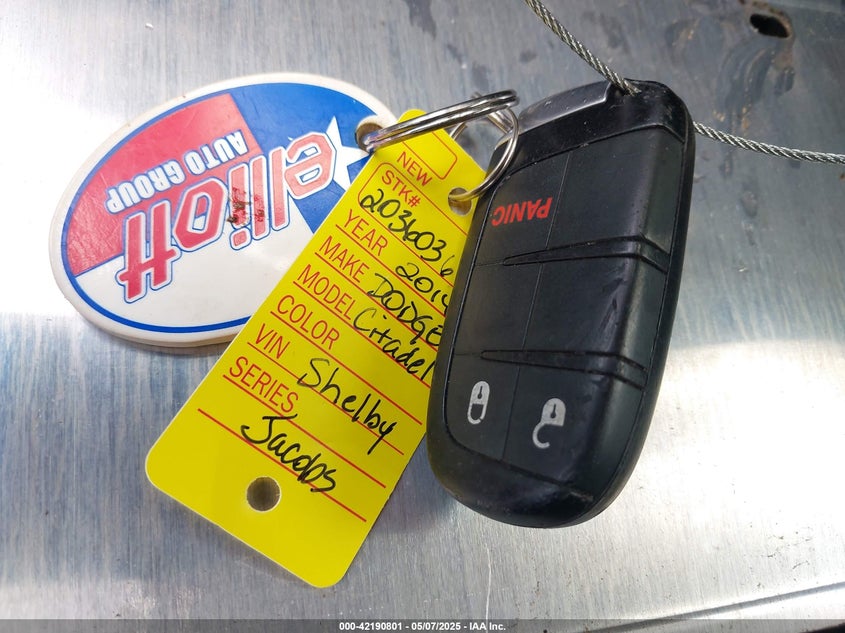 elliott
AUTO GROUP
NEW
STK# 2036036
YEAR 2014
MAKE DODGE
MODEL Citadel
COLOR
VIN Shelby
SERIES
Jacobs
PANIC
000-42190801 - 05/07/2025 - IAA Inc.